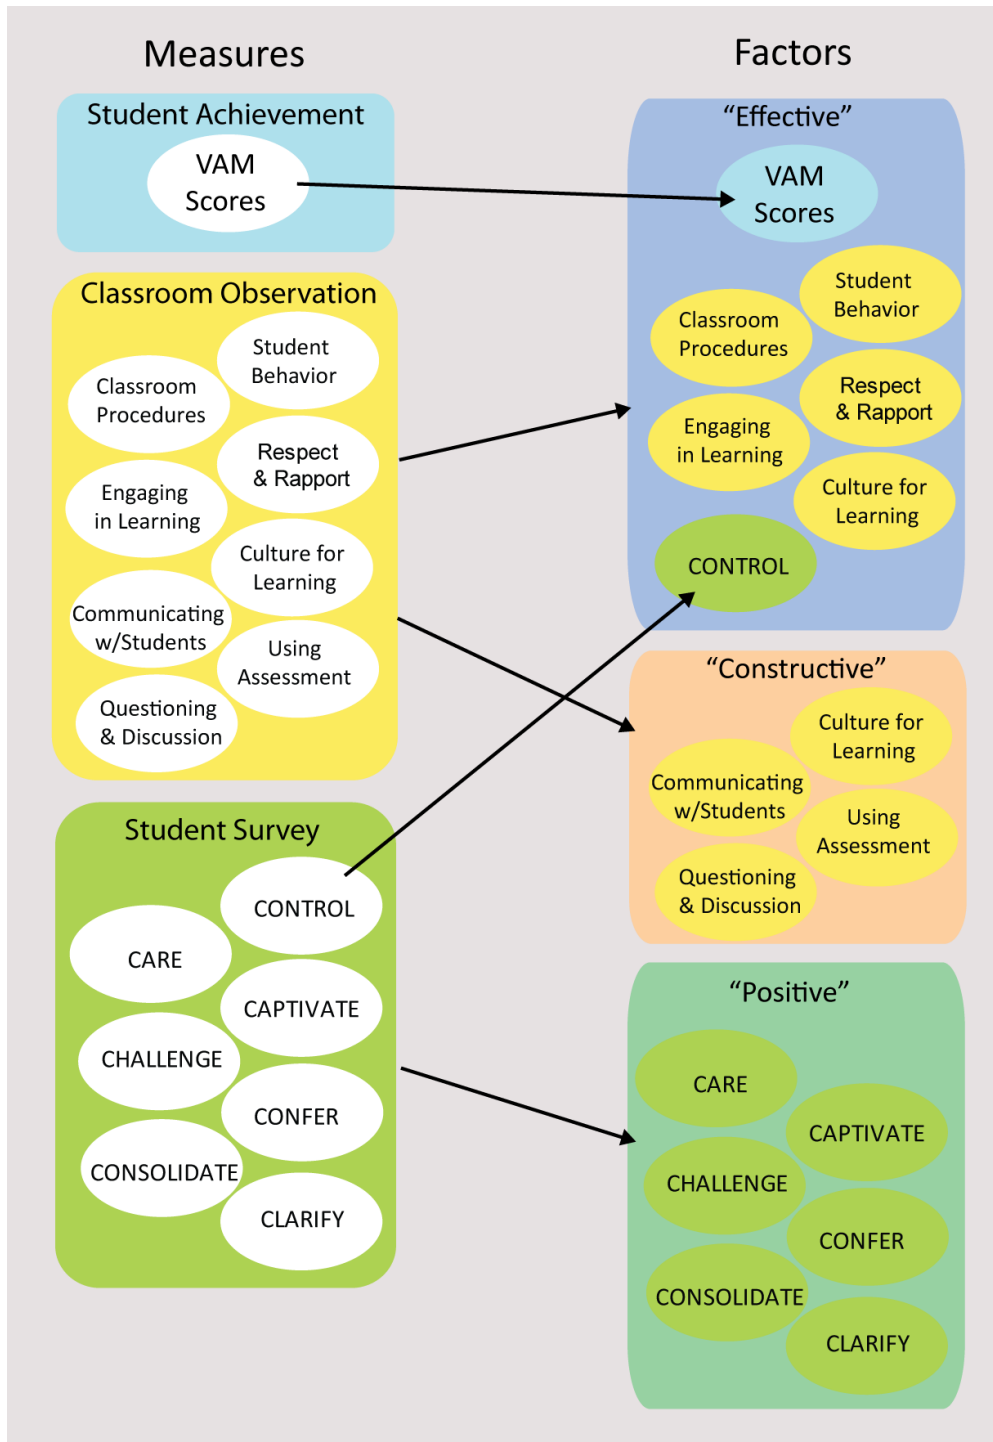 Measures
Student Achievement
VAM
Scores
Classroom Observation
Student
Behavior
Classroom
Procedures
Respect
& Rapport
Engaging
in Learning
Culture for
Learning
Communicating
w/Students
Using
Assessment
Questioning
& Discussion
Student Survey
CONTROL
CARE
CAPTIVATE
CHALLENGE
CONFER
CONSOLIDATE
CLARIFY
Factors
“Effective”
VAM
Scores
Student
Behavior
Classroom
Procedures
Respect
& Rapport
Engaging
in Learning
Culture for
Learning
CONTROL
“Constructive”
Culture for
Learning
Communicating
w/Students
Using
Assessment
Questioning
& Discussion
“Positive”
CARE
CAPTIVATE
CHALLENGE
CONFER
CONSOLIDATE
CLARIFY